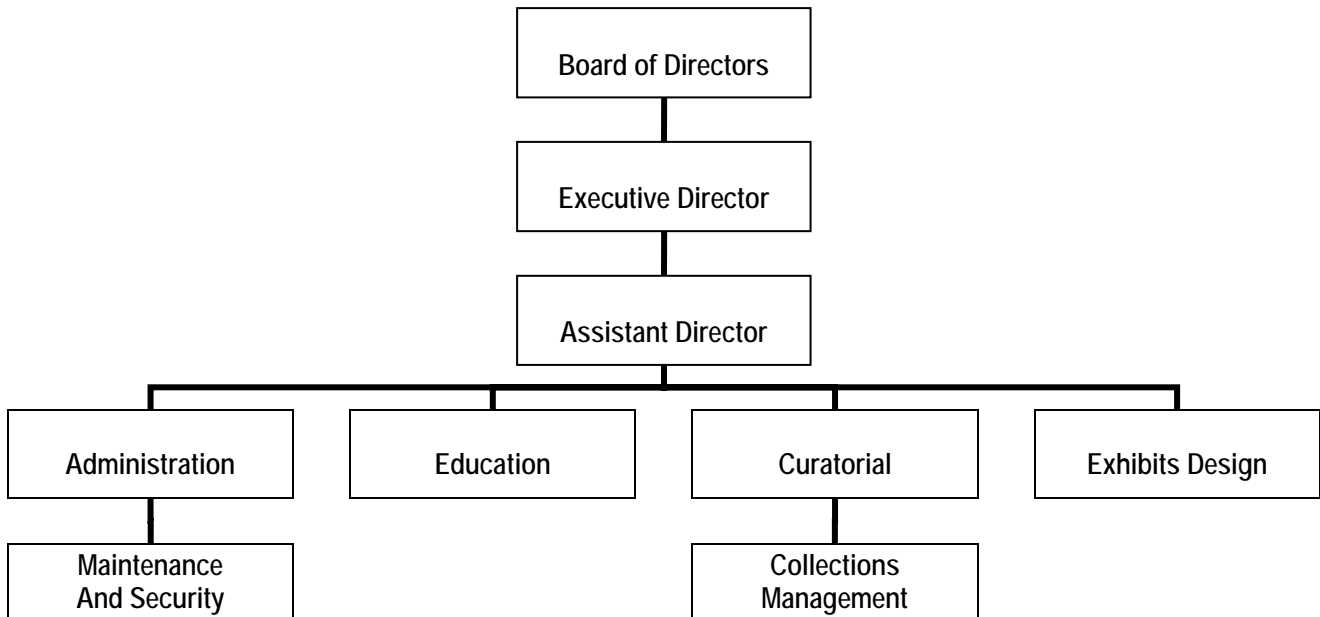 Board of Directors
Executive Director
Assistant Director
Administration
Education
Curatorial
Exhibits Design
Maintenance
And Security
Collections
Management